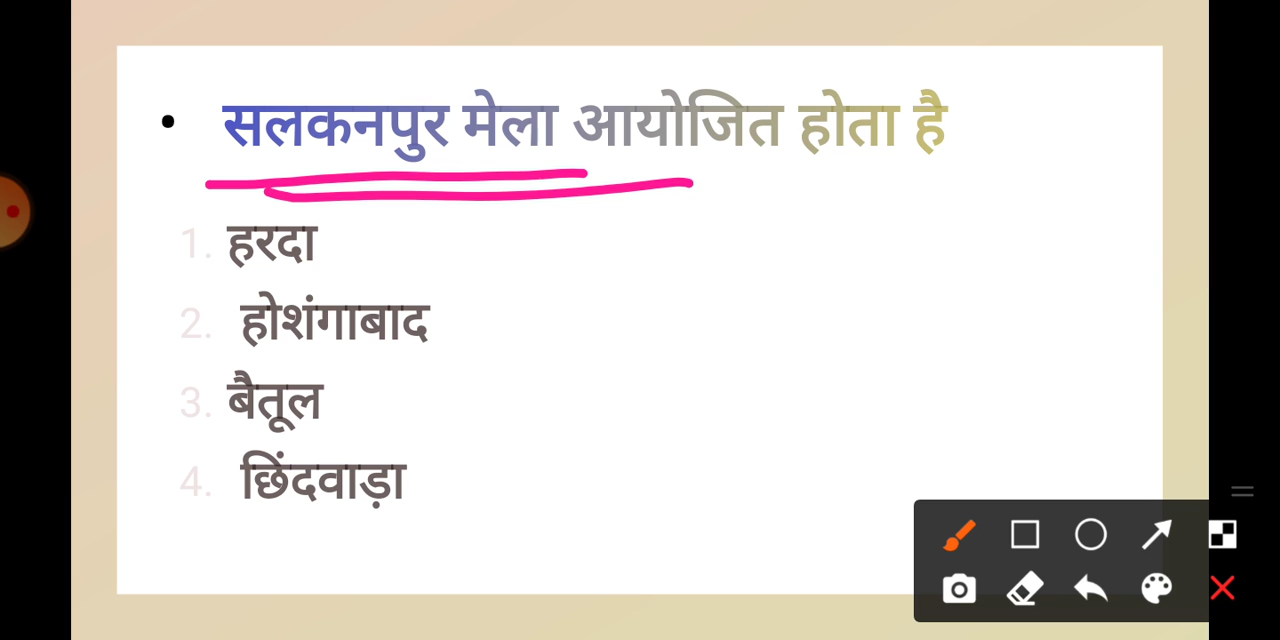 • सलकनपुर मेला आयोजित होता है
1. हरदा
2. होशंगाबाद
3. बैतूल
4. छिंदवाड़ा